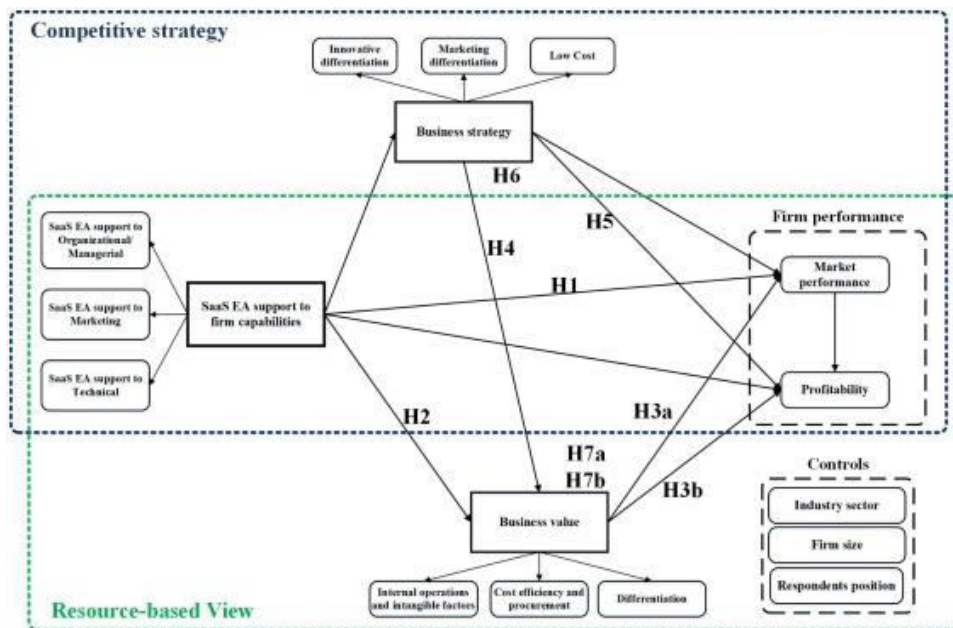 Competitive strategy
Innovative
differentiation
Marketing
differentiation
Low Cost
Business strategy
H6
SaaS EA support to
Organizational/
Managerial
SaaS EA support to
Marketing
SaaS EA support to
Technical
SaaS EA support to
firm capabilities
H4
H5
H1
Firm performance
Market
performance
Profitability
H2
H3a
H7a
H7b
H3b
Business value
Internal operations
and intangible factors
Cost efficiency and
procurement
Differentiation
Controls
Industry sector
Firm size
Respondents position
Resource-based View